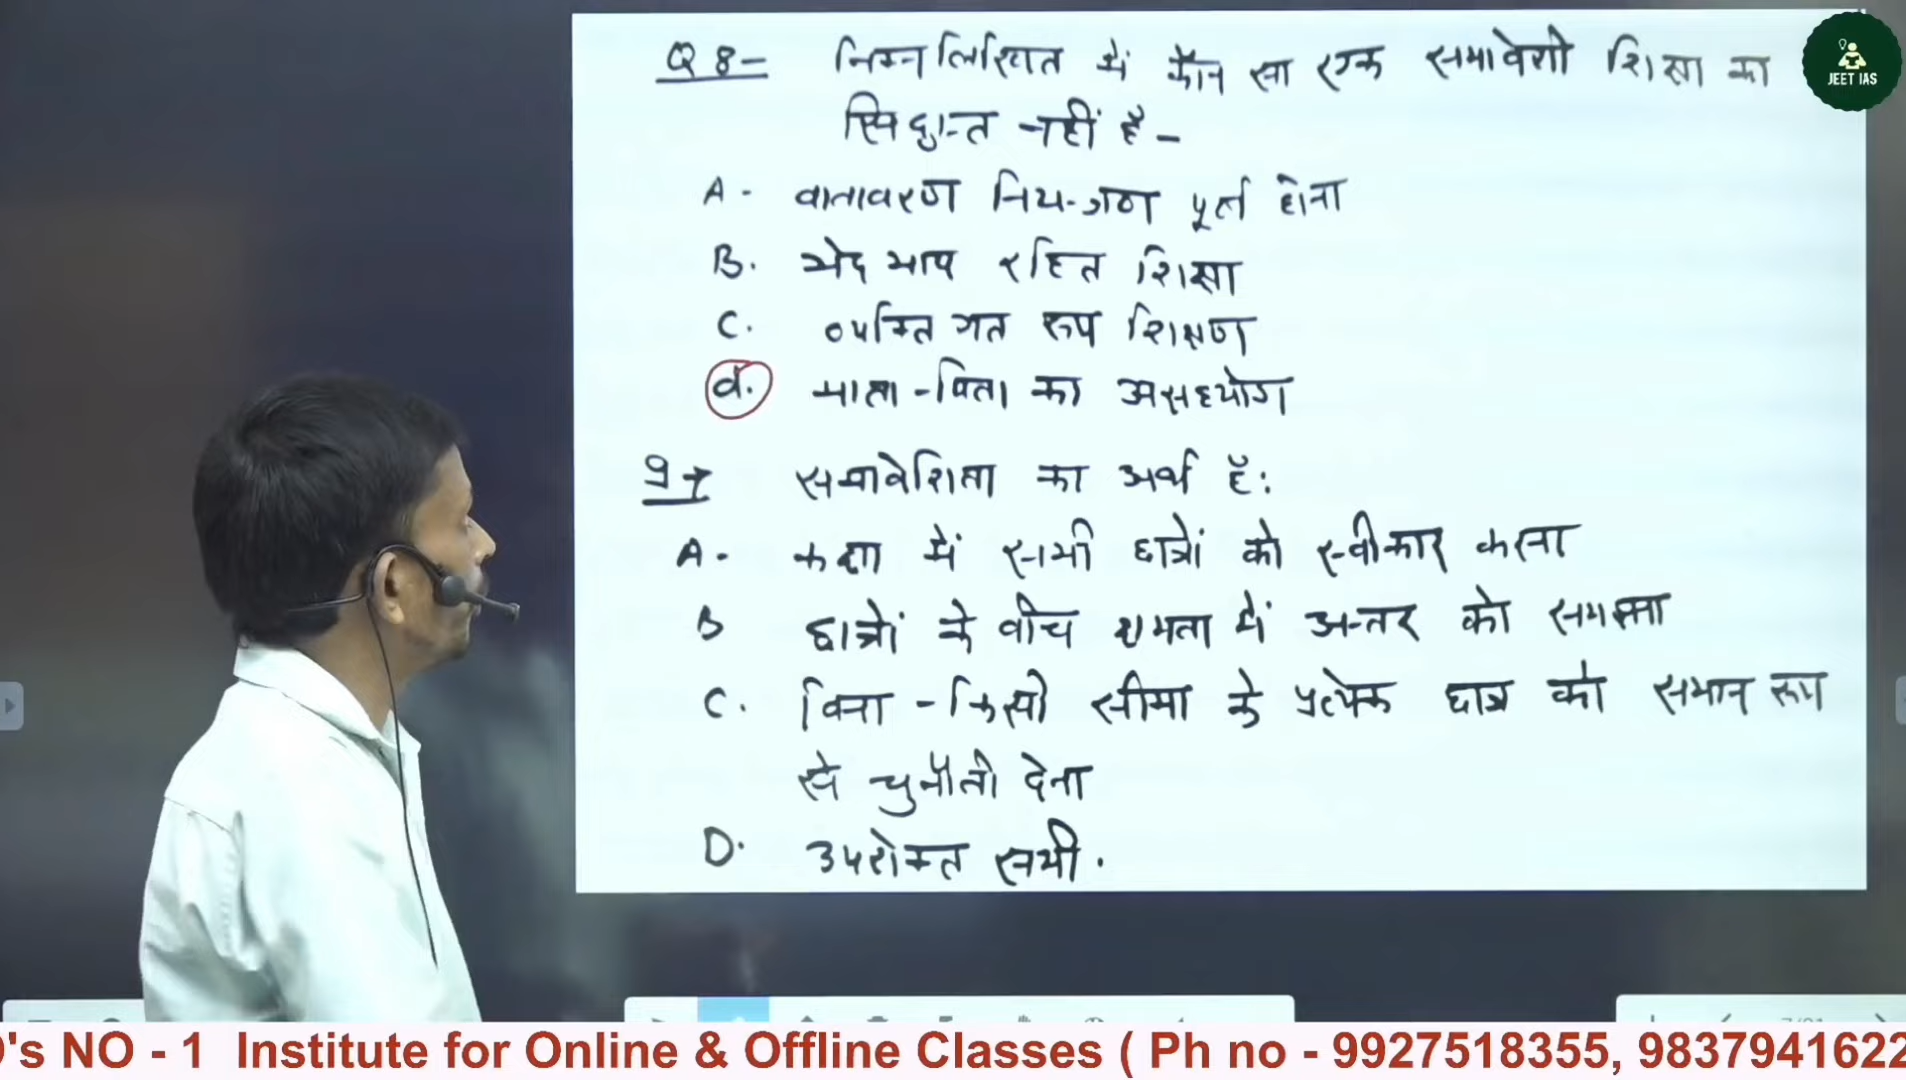 Q 8- निम्नलिखित में कौन सा एक समावेशी शिक्षा का
सिद्धान्त नहीं है -
A - वातावरण नियन्त्रण पूर्ण होना
B. भेद भाव रहित शिक्षा
C. व्यक्ति गत रूप शिक्षण
d. माता - पिता का असहयोग
9 → समावेशिता का अर्थ है :
A - कक्षा में सभी छात्रों को स्वीकार करना
B छात्रों के बीच क्षमता में अन्तर को समझना
C. बिना - किसी सीमा के प्रत्येक छात्र को समान रूप
से चुनौती देना
D. उपरोक्त सभी .
JEET IAS
's NO - 1 Institute for Online & Offline Classes ( Ph no - 9927518355, 9837941622